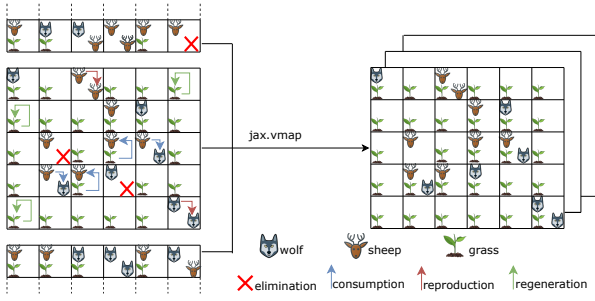 jax.vmap
wolf sheep grass
elimination consumption reproduction regeneration